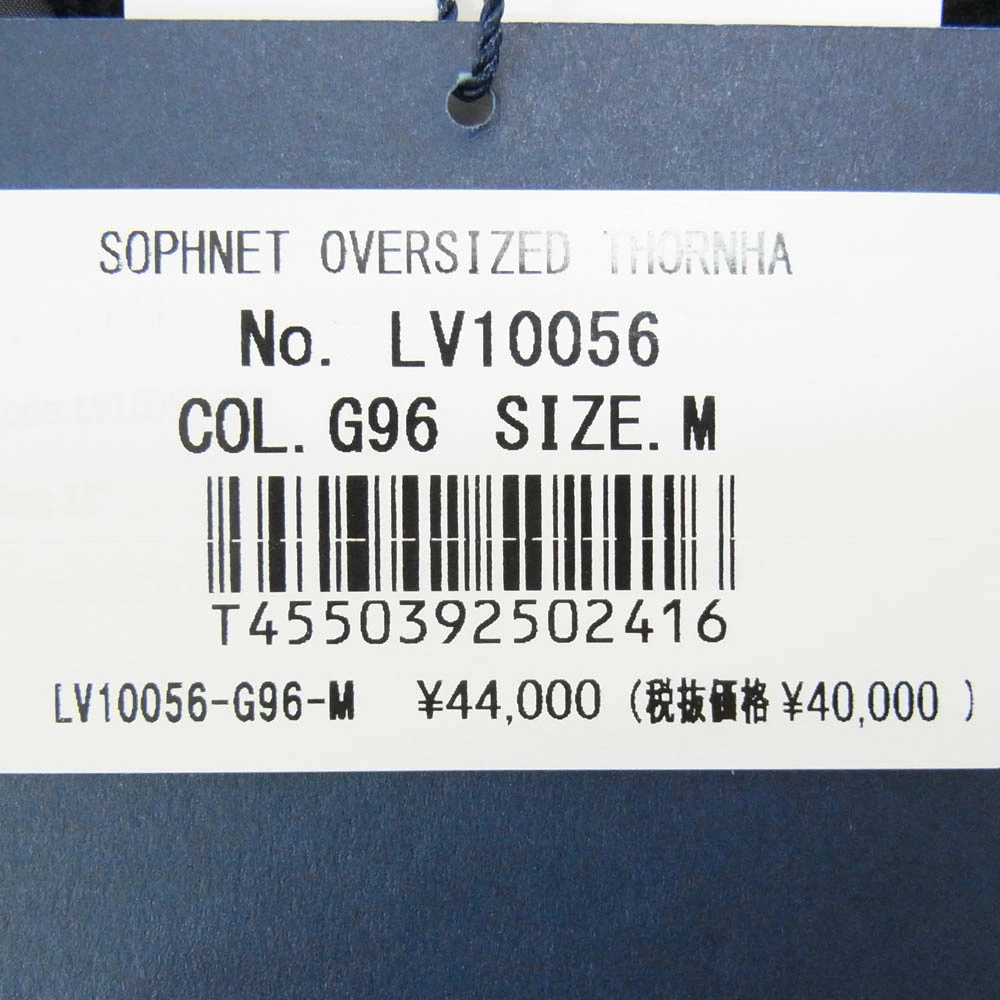 SOPHNET OVERSIZED THORNHA
No. LV10056
COL. G96 SIZE. M
T4550392502416
LV10056-G96-M ¥44,000 (税抜価格 ¥40,000 )